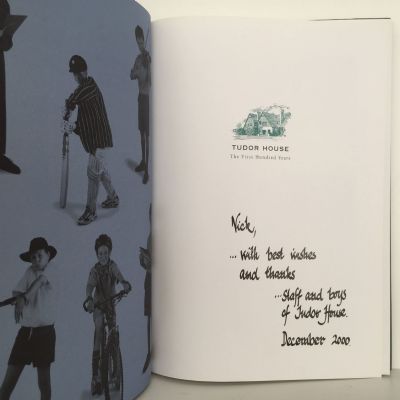 TUDOR HOUSE
The First Hundred Years
Nick,
... with best wishes
and thanks
... staff and boys
of Tudor House.
December 2000